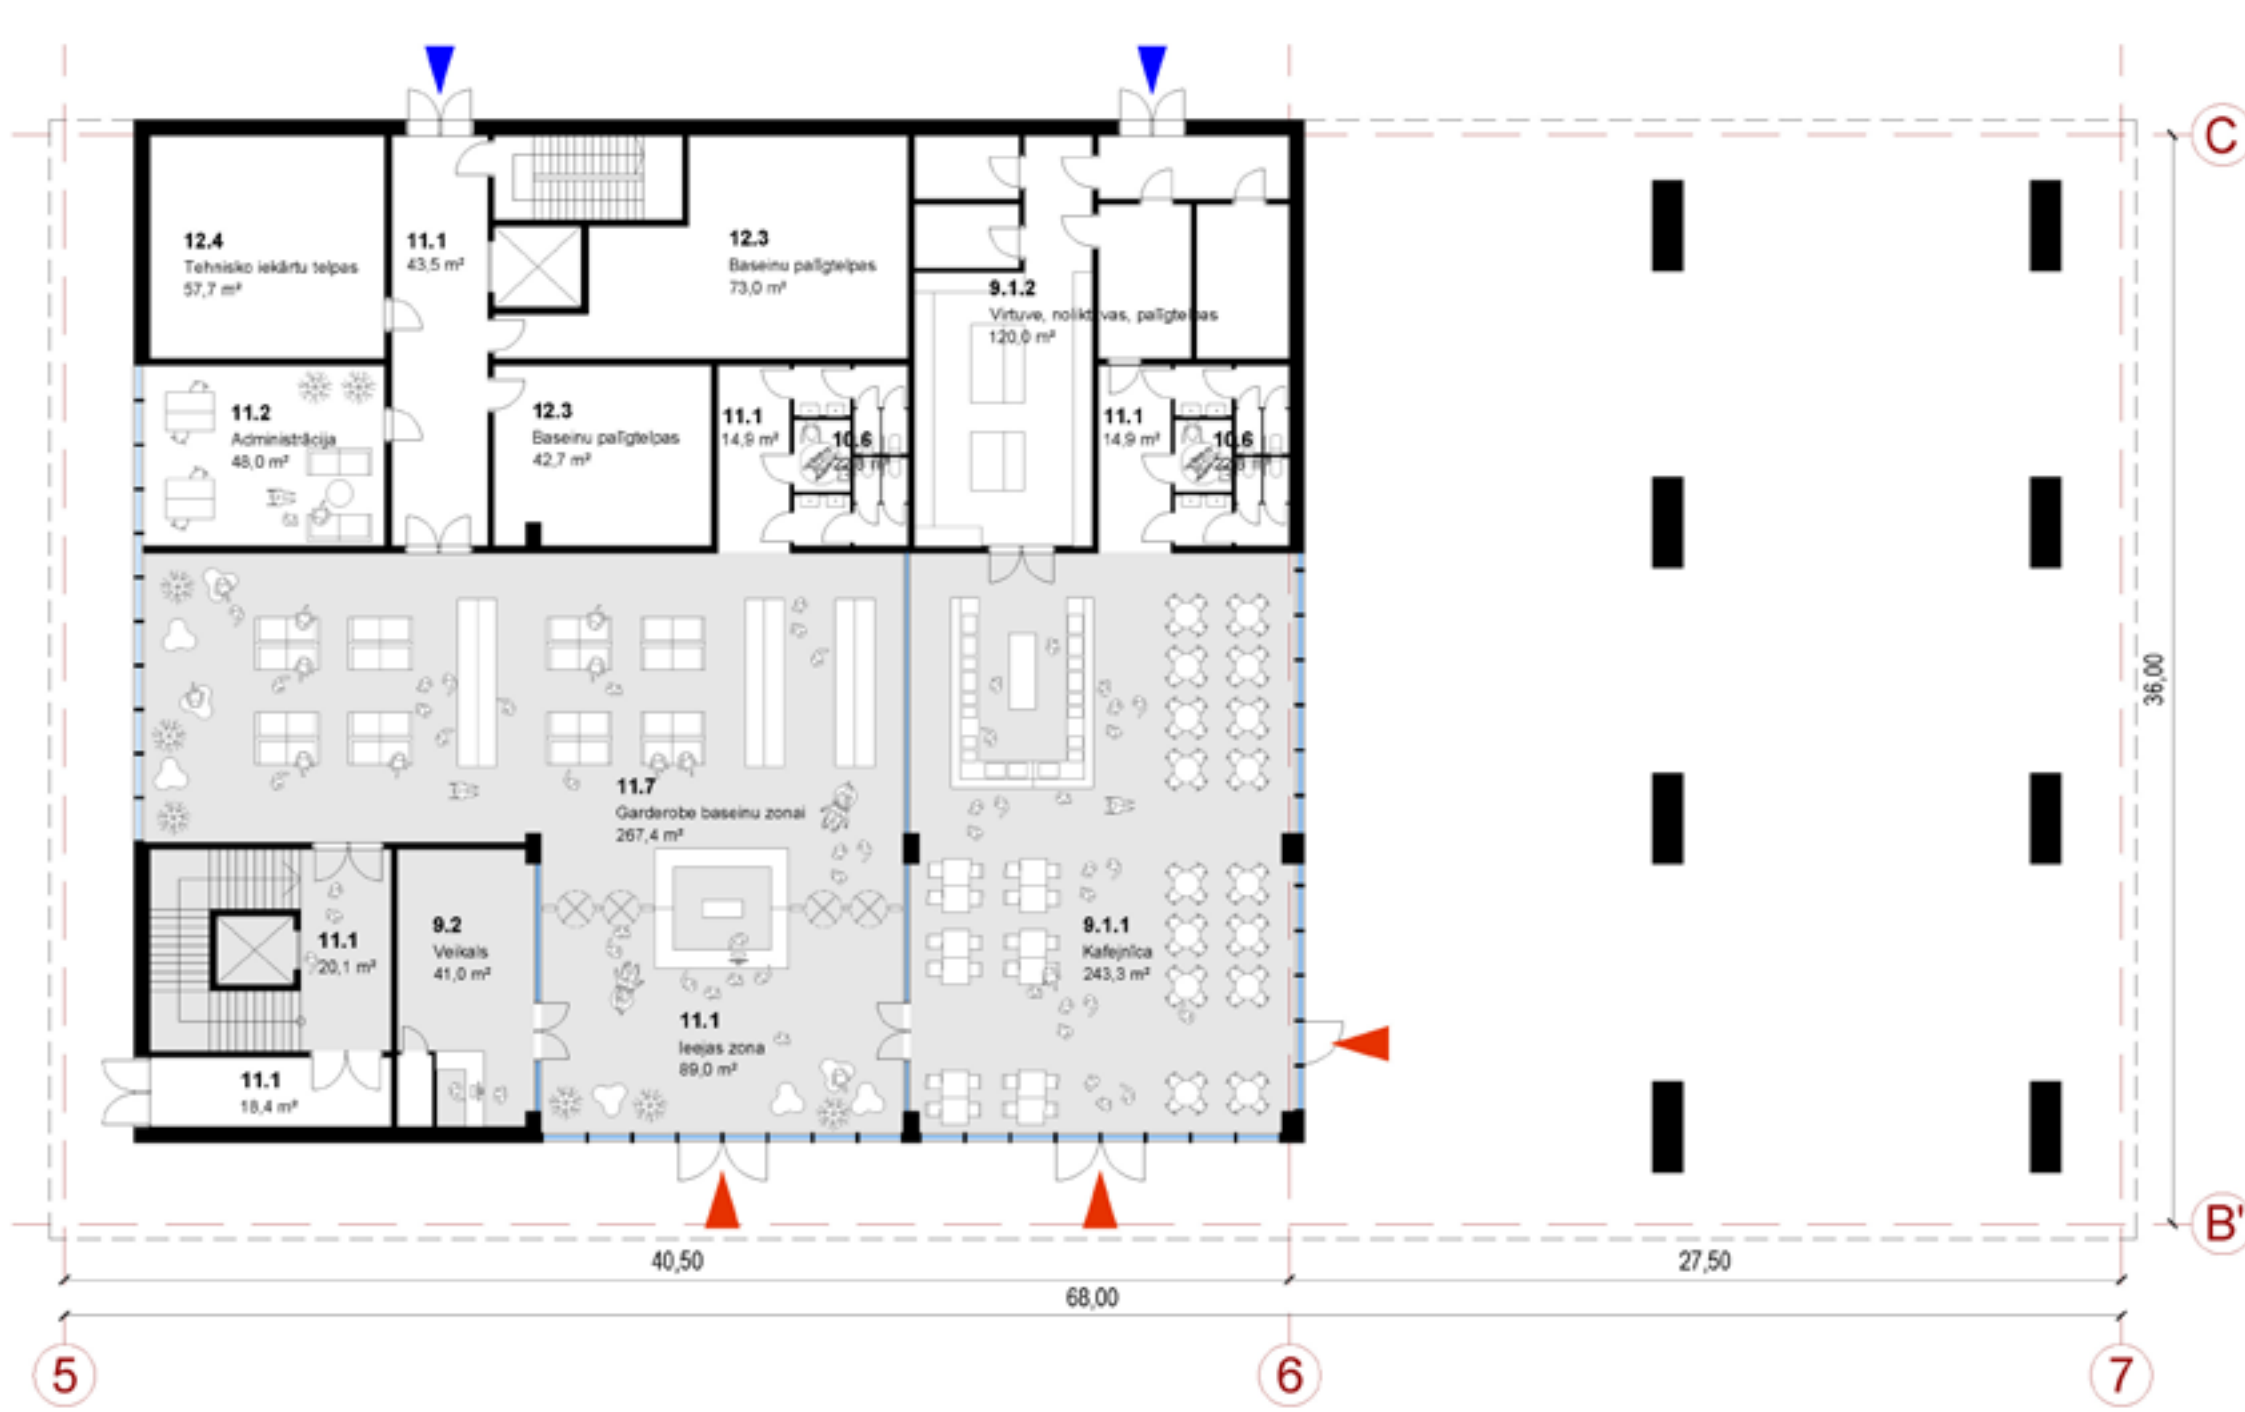 C
12.4
Tehnisko iekārtu telpas
57,7 m²
11.1
43,5 m²
12.3
Baseinu palīgtelpas
73,0 m²
9.1.2
Virtuve, noliktavas, palīgtelpas
120,0 m²
11.2
Administrācija
48,0 m²
12.3
Baseinu palīgtelpas
42,7 m²
11.1
14,9 m²
10.6
11.1
14,9 m²
10.6
36,00
11.7
Garderobe baseinu zonai
267,4 m²
11.1
20,1 m²
9.2
Veikals
41,0 m²
9.1.1
Kafejnīca
243,3 m²
11.1
Ieejas zona
89,0 m²
11.1
18,4 m²
B'
40,50
27,50
68,00
5
6
7